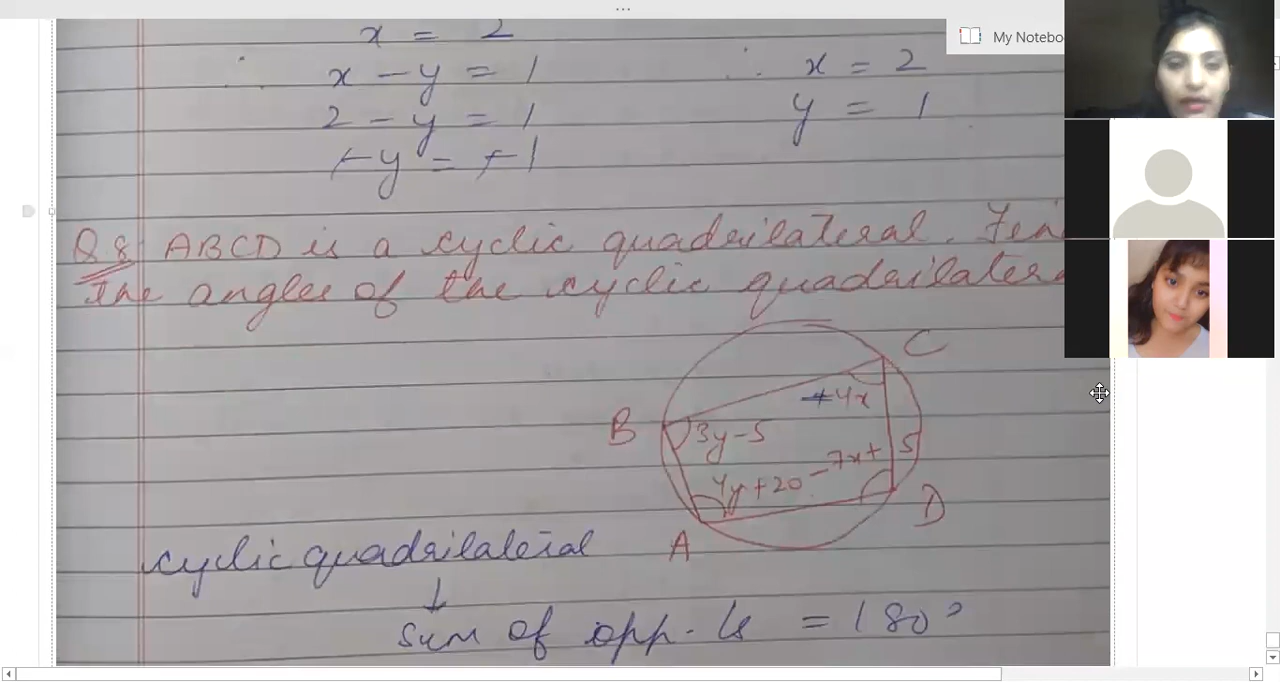 My Notebo
x = 2
∴ x - y = 1
2 - y = 1
-y = -1
∴ x = 2
y = 1
Q8 ABCD is a cyclic quadrilateral. Fin
the angles of the cyclic quadrilatera
C
-4x
B
3y-5
-7x+5
4y+20
D
A
cyclic quadrilateral
↓
sum of opp. ∠s = 180°